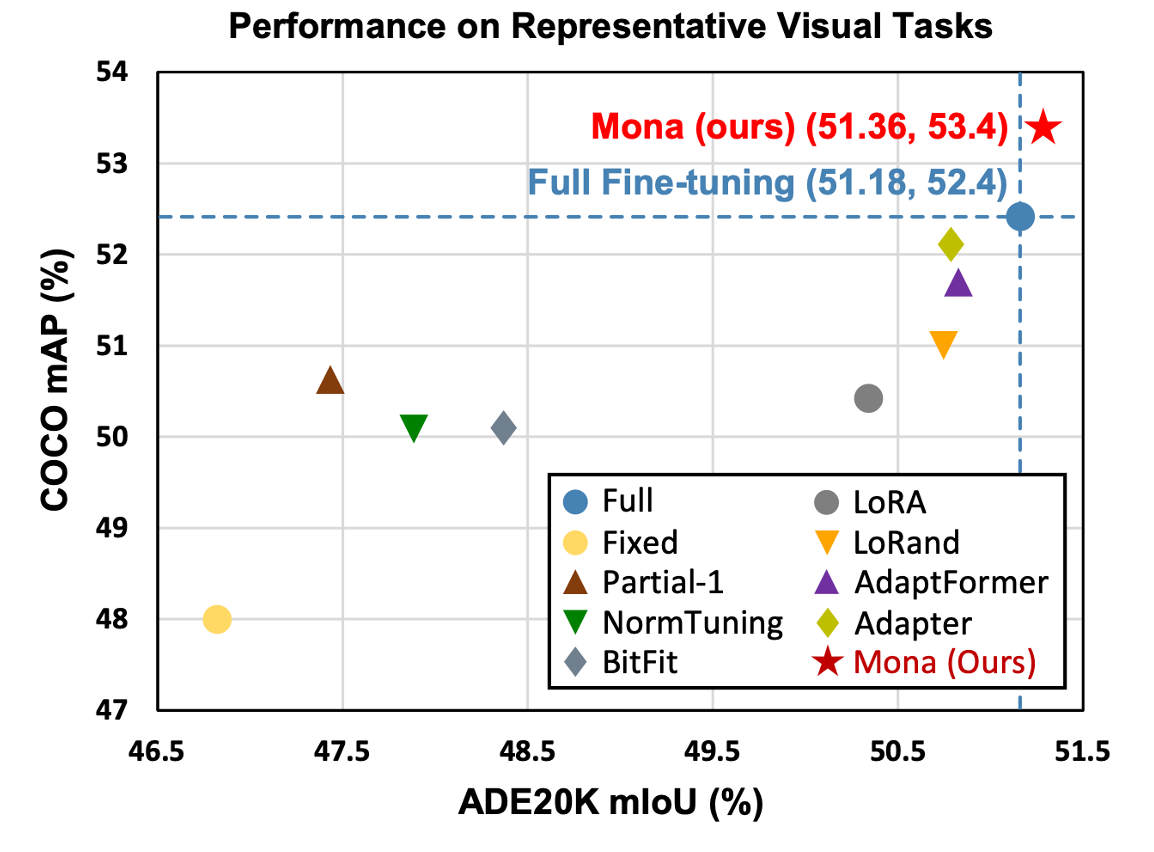 Performance on Representative Visual Tasks
54
53
52
51
50
49
48
47
COCO mAP (%)
Mona (ours) (51.36, 53.4)
Full Fine-tuning (51.18, 52.4)
Full
Fixed
Partial-1
NormTuning
BitFit
LoRA
LoRand
AdaptFormer
Adapter
Mona (Ours)
46.5 47.5 48.5 49.5 50.5 51.5
ADE20K mIoU (%)